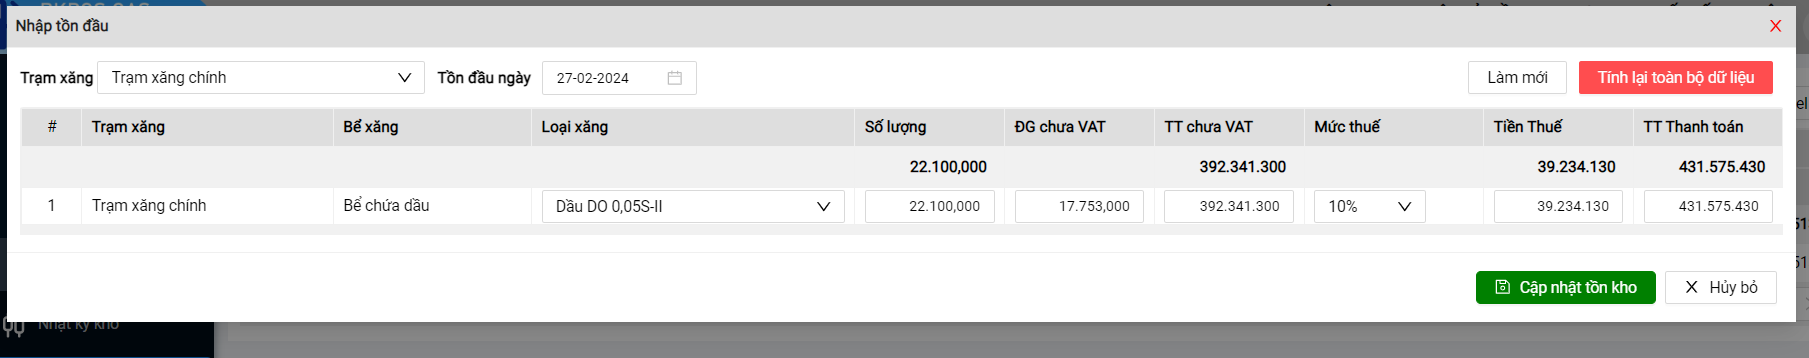 Nhập tồn đầu
Trạm xăng Trạm xăng chính Tồn đầu ngày 27-02-2024 Làm mới Tính lại toàn bộ dữ liệu
# Trạm xăng Bể xăng Loại xăng Số lượng ĐG chưa VAT TT chưa VAT Mức thuế Tiền Thuế TT Thanh toán
22.100,000 392.341.300 39.234.130 431.575.430
1 Trạm xăng chính Bể chứa dầu Dầu DO 0,05S-II 22.100,000 17.753,000 392.341.300 10% 39.234.130 431.575.430
Cập nhật tồn kho Hủy bỏ
Nhật ký kho